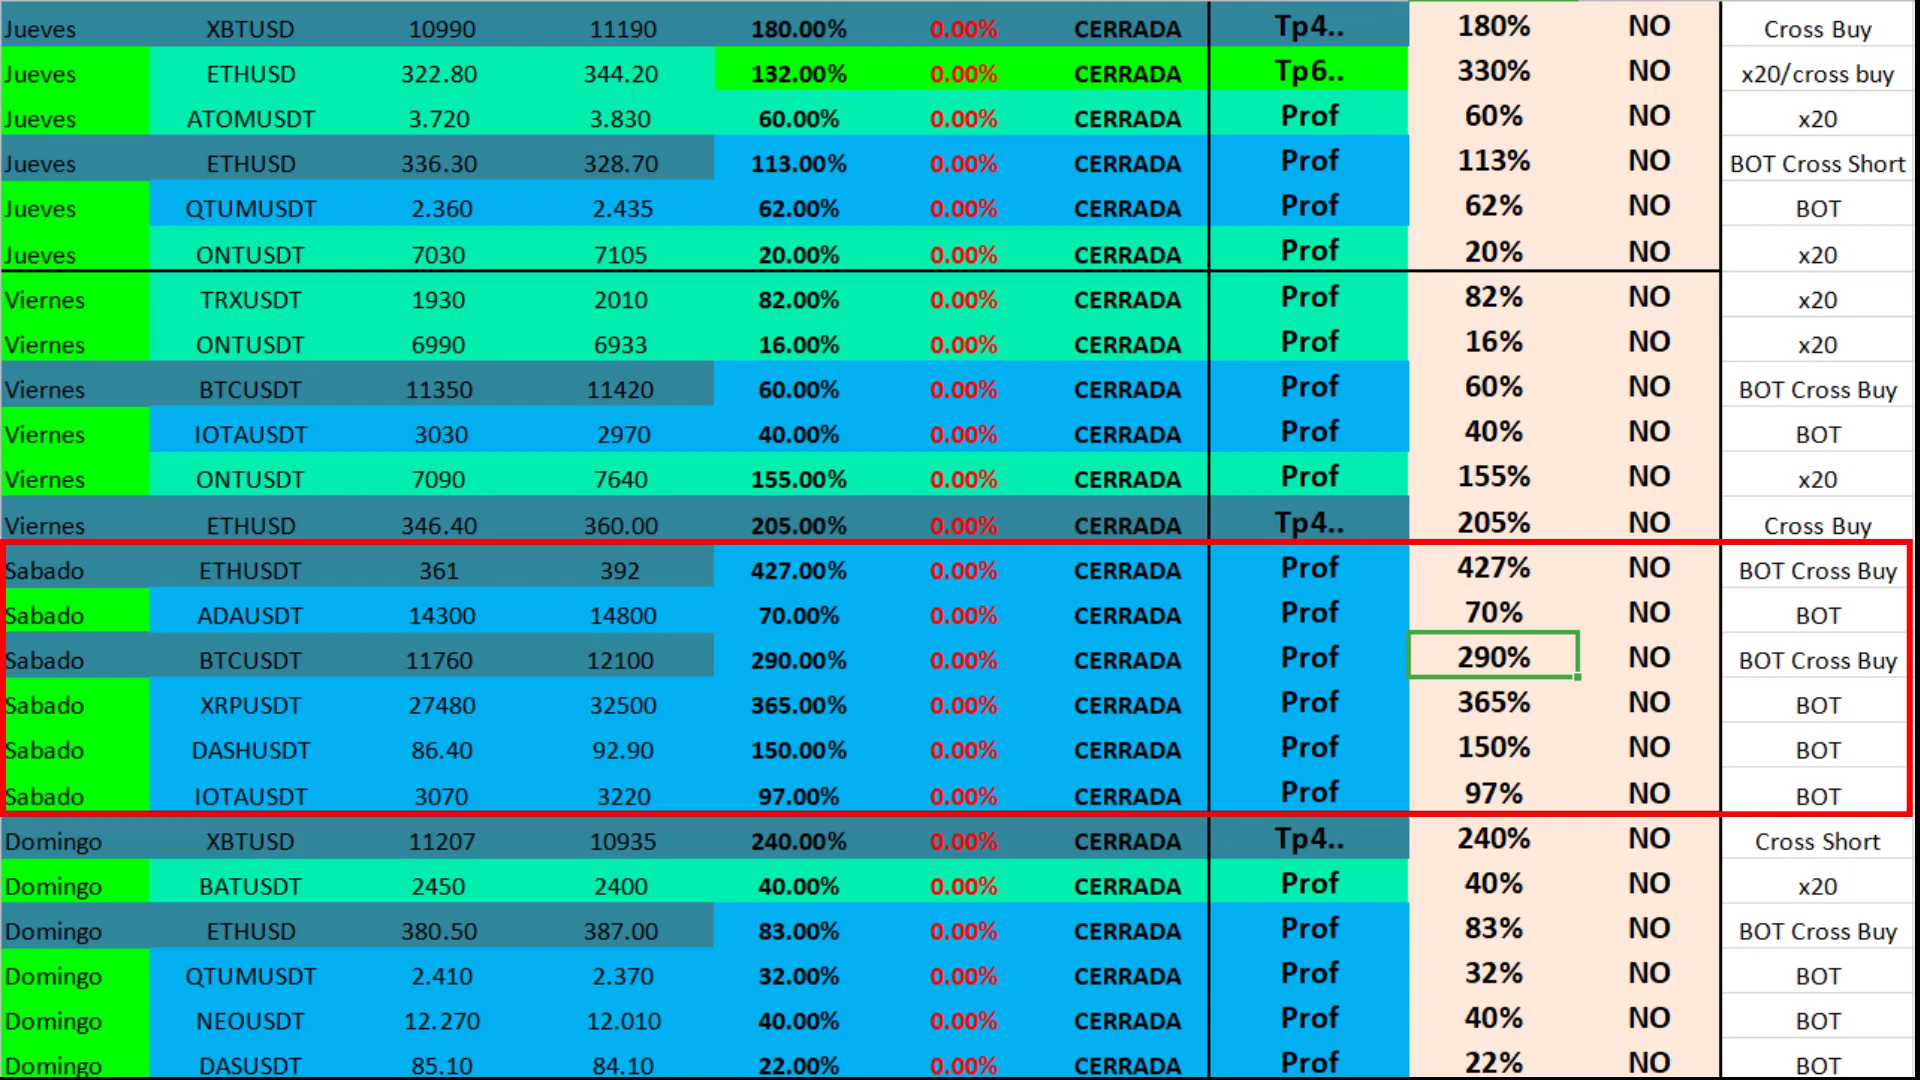 Jueves XBTUSD 10990 11190 180.00% 0.00% CERRADA Tp4.. 180% NO Cross Buy
Jueves ETHUSD 322.80 344.20 132.00% 0.00% CERRADA Tp6.. 330% NO x20/cross buy
Jueves ATOMUSDT 3.720 3.830 60.00% 0.00% CERRADA Prof 60% NO x20
Jueves ETHUSD 336.30 328.70 113.00% 0.00% CERRADA Prof 113% NO BOT Cross Short
Jueves QTUMUSDT 2.360 2.435 62.00% 0.00% CERRADA Prof 62% NO BOT
Jueves ONTUSDT 7030 7105 20.00% 0.00% CERRADA Prof 20% NO x20
Viernes TRXUSDT 1930 2010 82.00% 0.00% CERRADA Prof 82% NO x20
Viernes ONTUSDT 6990 6933 16.00% 0.00% CERRADA Prof 16% NO x20
Viernes BTCUSDT 11350 11420 60.00% 0.00% CERRADA Prof 60% NO BOT Cross Buy
Viernes IOTAUSDT 3030 2970 40.00% 0.00% CERRADA Prof 40% NO BOT
Viernes ONTUSDT 7090 7640 155.00% 0.00% CERRADA Prof 155% NO x20
Viernes ETHUSD 346.40 360.00 205.00% 0.00% CERRADA Tp4.. 205% NO Cross Buy
Sabado ETHUSDT 361 392 427.00% 0.00% CERRADA Prof 427% NO BOT Cross Buy
Sabado ADAUSDT 14300 14800 70.00% 0.00% CERRADA Prof 70% NO BOT
Sabado BTCUSDT 11760 12100 290.00% 0.00% CERRADA Prof 290% NO BOT Cross Buy
Sabado XRPUSDT 27480 32500 365.00% 0.00% CERRADA Prof 365% NO BOT
Sabado DASHUSDT 86.40 92.90 150.00% 0.00% CERRADA Prof 150% NO BOT
Sabado IOTAUSDT 3070 3220 97.00% 0.00% CERRADA Prof 97% NO BOT
Domingo XBTUSD 11207 10935 240.00% 0.00% CERRADA Tp4.. 240% NO Cross Short
Domingo BATUSDT 2450 2400 40.00% 0.00% CERRADA Prof 40% NO x20
Domingo ETHUSD 380.50 387.00 83.00% 0.00% CERRADA Prof 83% NO BOT Cross Buy
Domingo QTUMUSDT 2.410 2.370 32.00% 0.00% CERRADA Prof 32% NO BOT
Domingo NEOUSDT 12.270 12.010 40.00% 0.00% CERRADA Prof 40% NO BOT
Domingo DASUSDT 85.10 84.10 22.00% 0.00% CERRADA Prof 22% NO BOT